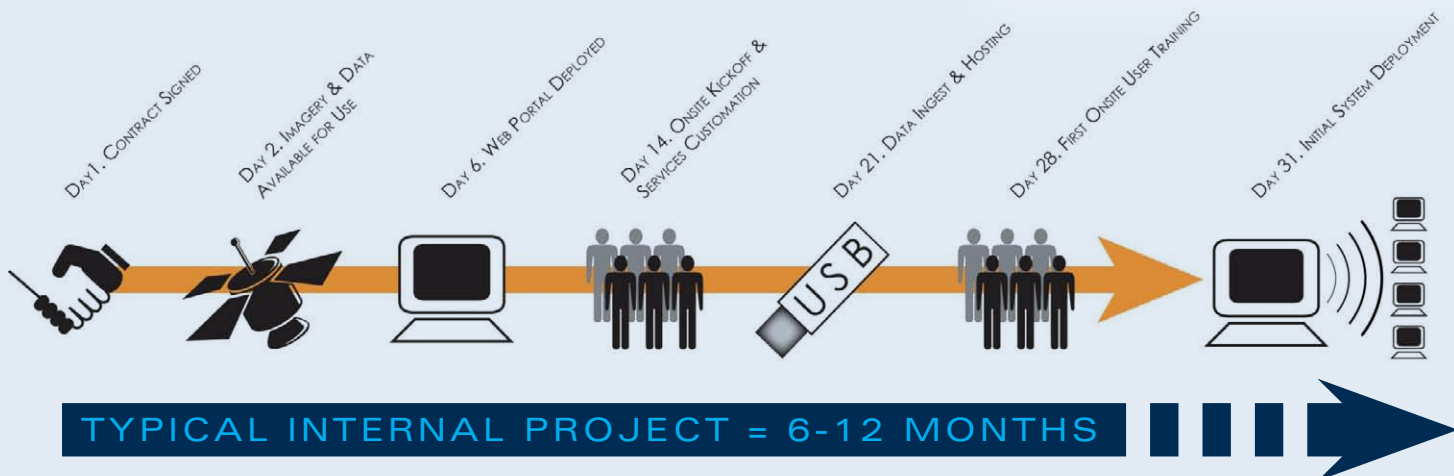 Day1. Contract Signed
Day 2. Imagery & Data
Available for Use
Day 6. Web Portal Deployed
Day 14. Onsite Kickoff &
Services Customation
Day 21. Data Ingest & Hosting
Day 28. First Onsite User Training
Day 31. Initial System Deployment
USB
TYPICAL INTERNAL PROJECT = 6-12 MONTHS